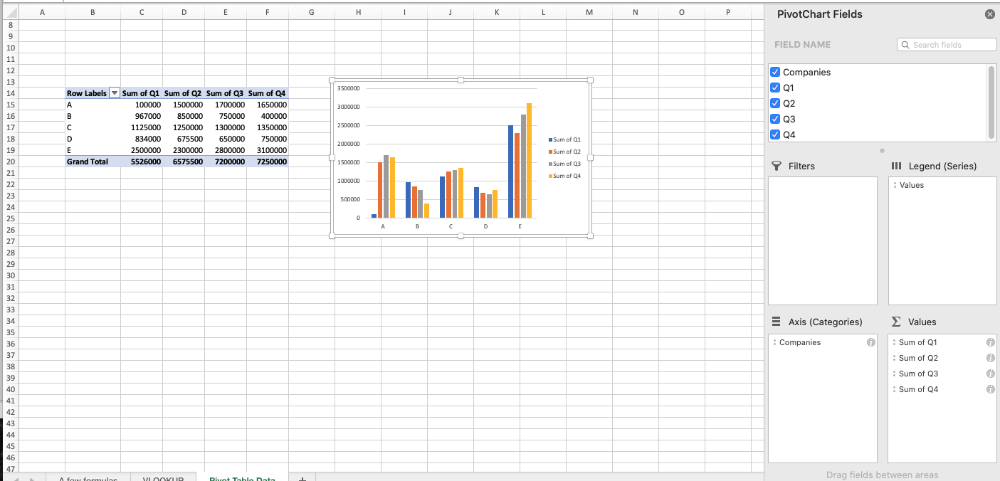 A B C D E F G H I J K L M N O P
8
9
10
11
12
13
14 Row Labels Sum of Q1 Sum of Q2 Sum of Q3 Sum of Q4
15 A 100000 1500000 1700000 1650000
16 B 967000 850000 750000 400000
17 C 1125000 1250000 1300000 1350000
18 D 834000 675500 650000 750000
19 E 2500000 2300000 2800000 3100000
20 Grand Total 5526000 6575500 7200000 7250000
21
22
23
24
25
26
27
28
29
30
31
32
33
34
35
36
37
38
39
40
41
42
43
44
45
46
47
3500000
3000000
2500000
2000000
1500000
1000000
500000
0
A B C D E
Sum of Q1
Sum of Q2
Sum of Q3
Sum of Q4
A few formulas VLOOKUP Pivot Table Data +
PivotChart Fields
FIELD NAME Search fields
Companies
Q1
Q2
Q3
Q4
Filters
Legend (Series)
Values
Axis (Categories)
Companies
Values
Sum of Q1
Sum of Q2
Sum of Q3
Sum of Q4
Drag fields between areas